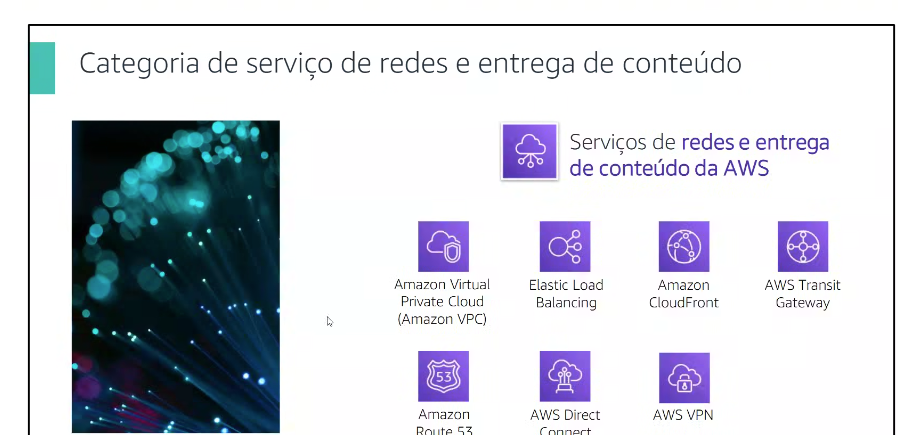 Categoria de serviço de redes e entrega de conteúdo
Serviços de redes e entrega
de conteúdo da AWS
Amazon Virtual
Private Cloud
(Amazon VPC)
Elastic Load
Balancing
Amazon
CloudFront
AWS Transit
Gateway
53
Amazon
Route 53
AWS Direct
Connect
AWS VPN